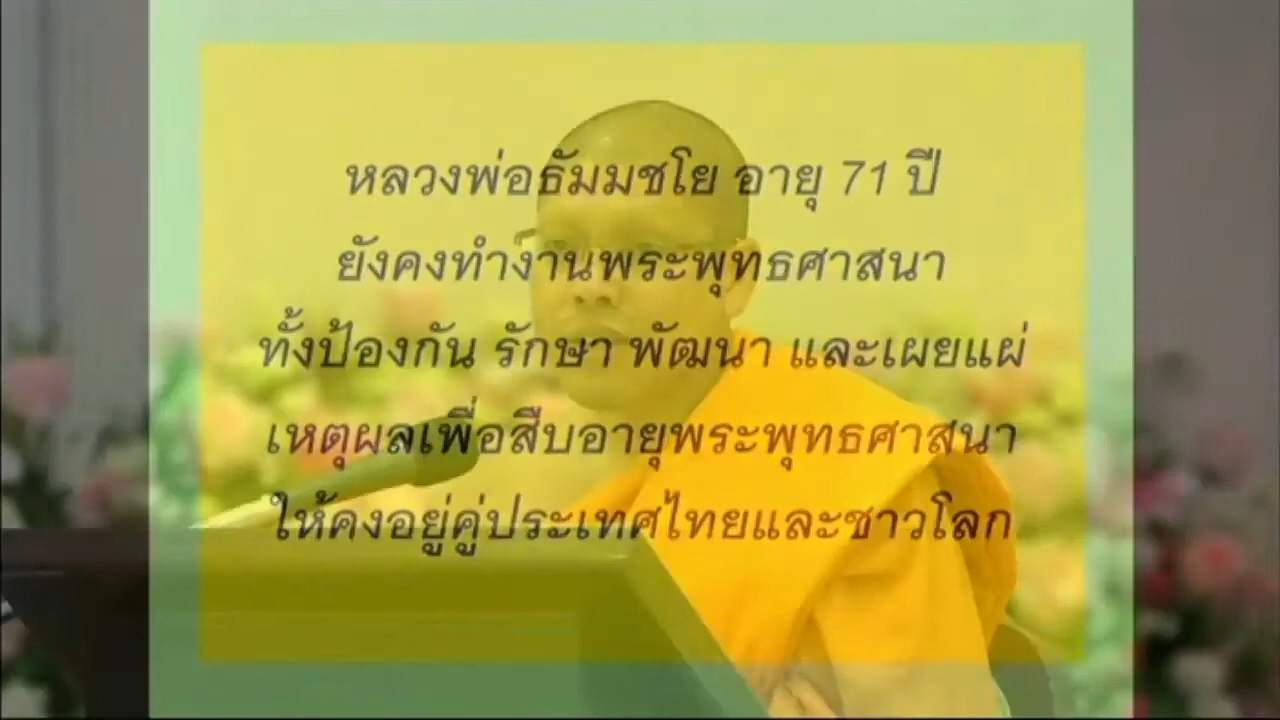 หลวงพ่อธัมมชโย อายุ 71 ปี
ยังคงทำงานพระพุทธศาสนา
ทั้งป้องกัน รักษา พัฒนา และเผยแผ่
เหตุผลเพื่อสืบอายุพระพุทธศาสนา
ให้คงอยู่คู่ประเทศไทยและชาวโลก